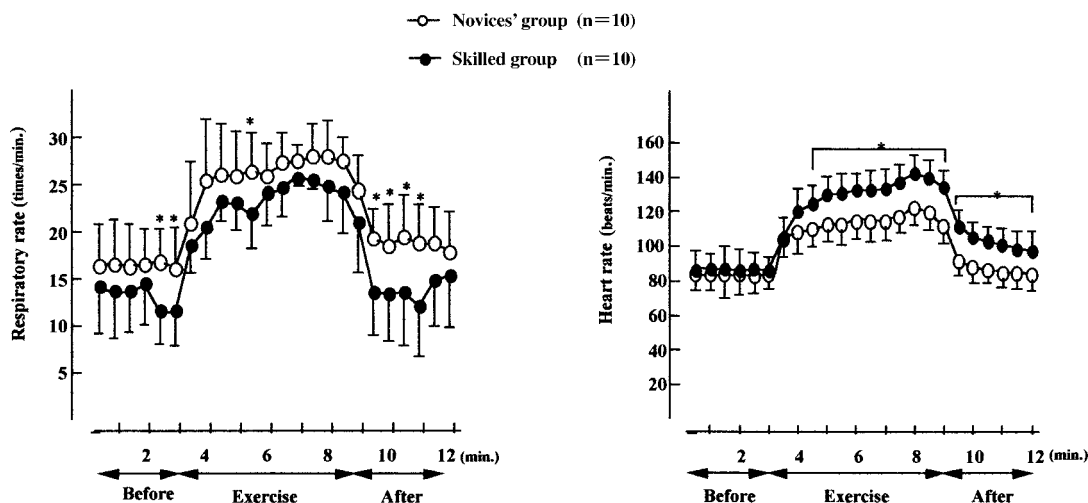 Novices' group (n=10)
Skilled group (n=10)
Respiratory rate (times/min.)
30
25
20
15
10
5
* * * * * * *
2 4 6 8 10 12 (min.)
Before Exercise After
Heart rate (beats/min.)
160
140
120
100
80
60
40
20
* *
2 4 6 8 10 12 (min.)
Before Exercise After